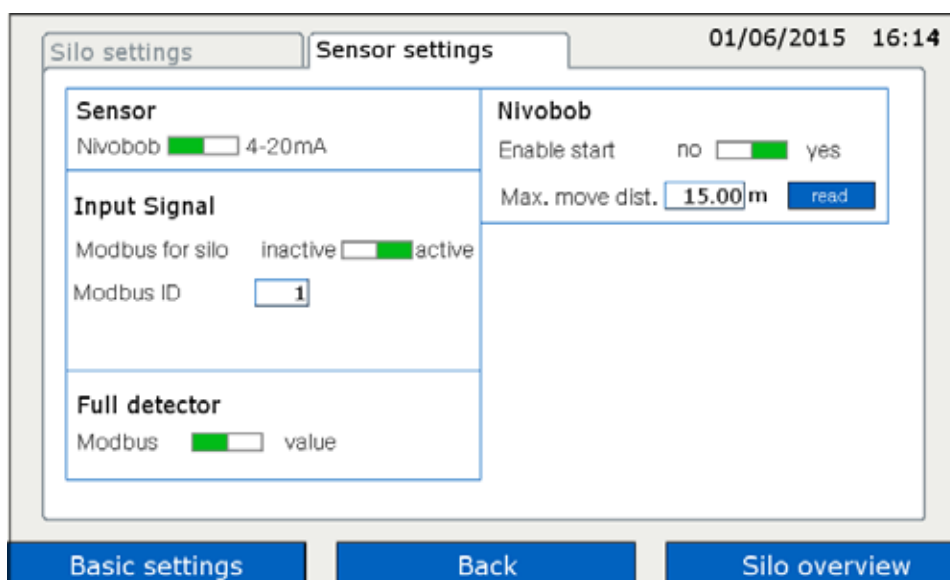 Silo settings
Sensor settings
01/06/2015 16:14
Sensor
Nivobob 4-20mA
Input Signal
Modbus for silo inactive active
Modbus ID 1
Full detector
Modbus value
Nivobob
Enable start no yes
Max. move dist. 15.00 m read
Basic settings
Back
Silo overview